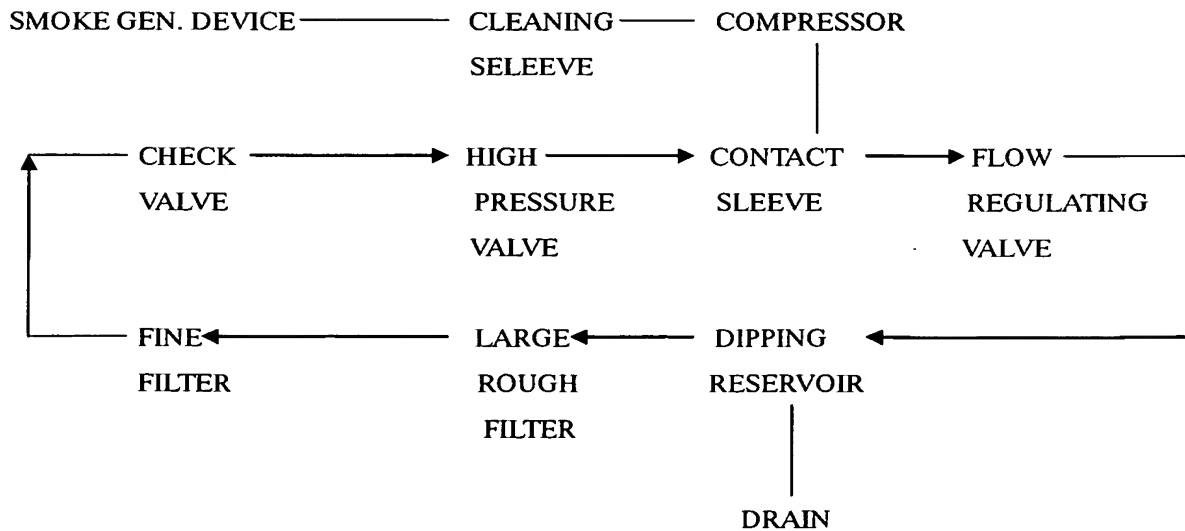 SMOKE GEN. DEVICE CLEANING COMPRESSOR
SELEEVE
CHECK HIGH CONTACT FLOW
VALVE PRESSURE SLEEVE REGULATING
VALVE VALVE
FINE LARGE DIPPING
FILTER ROUGH RESERVOIR
FILTER
DRAIN